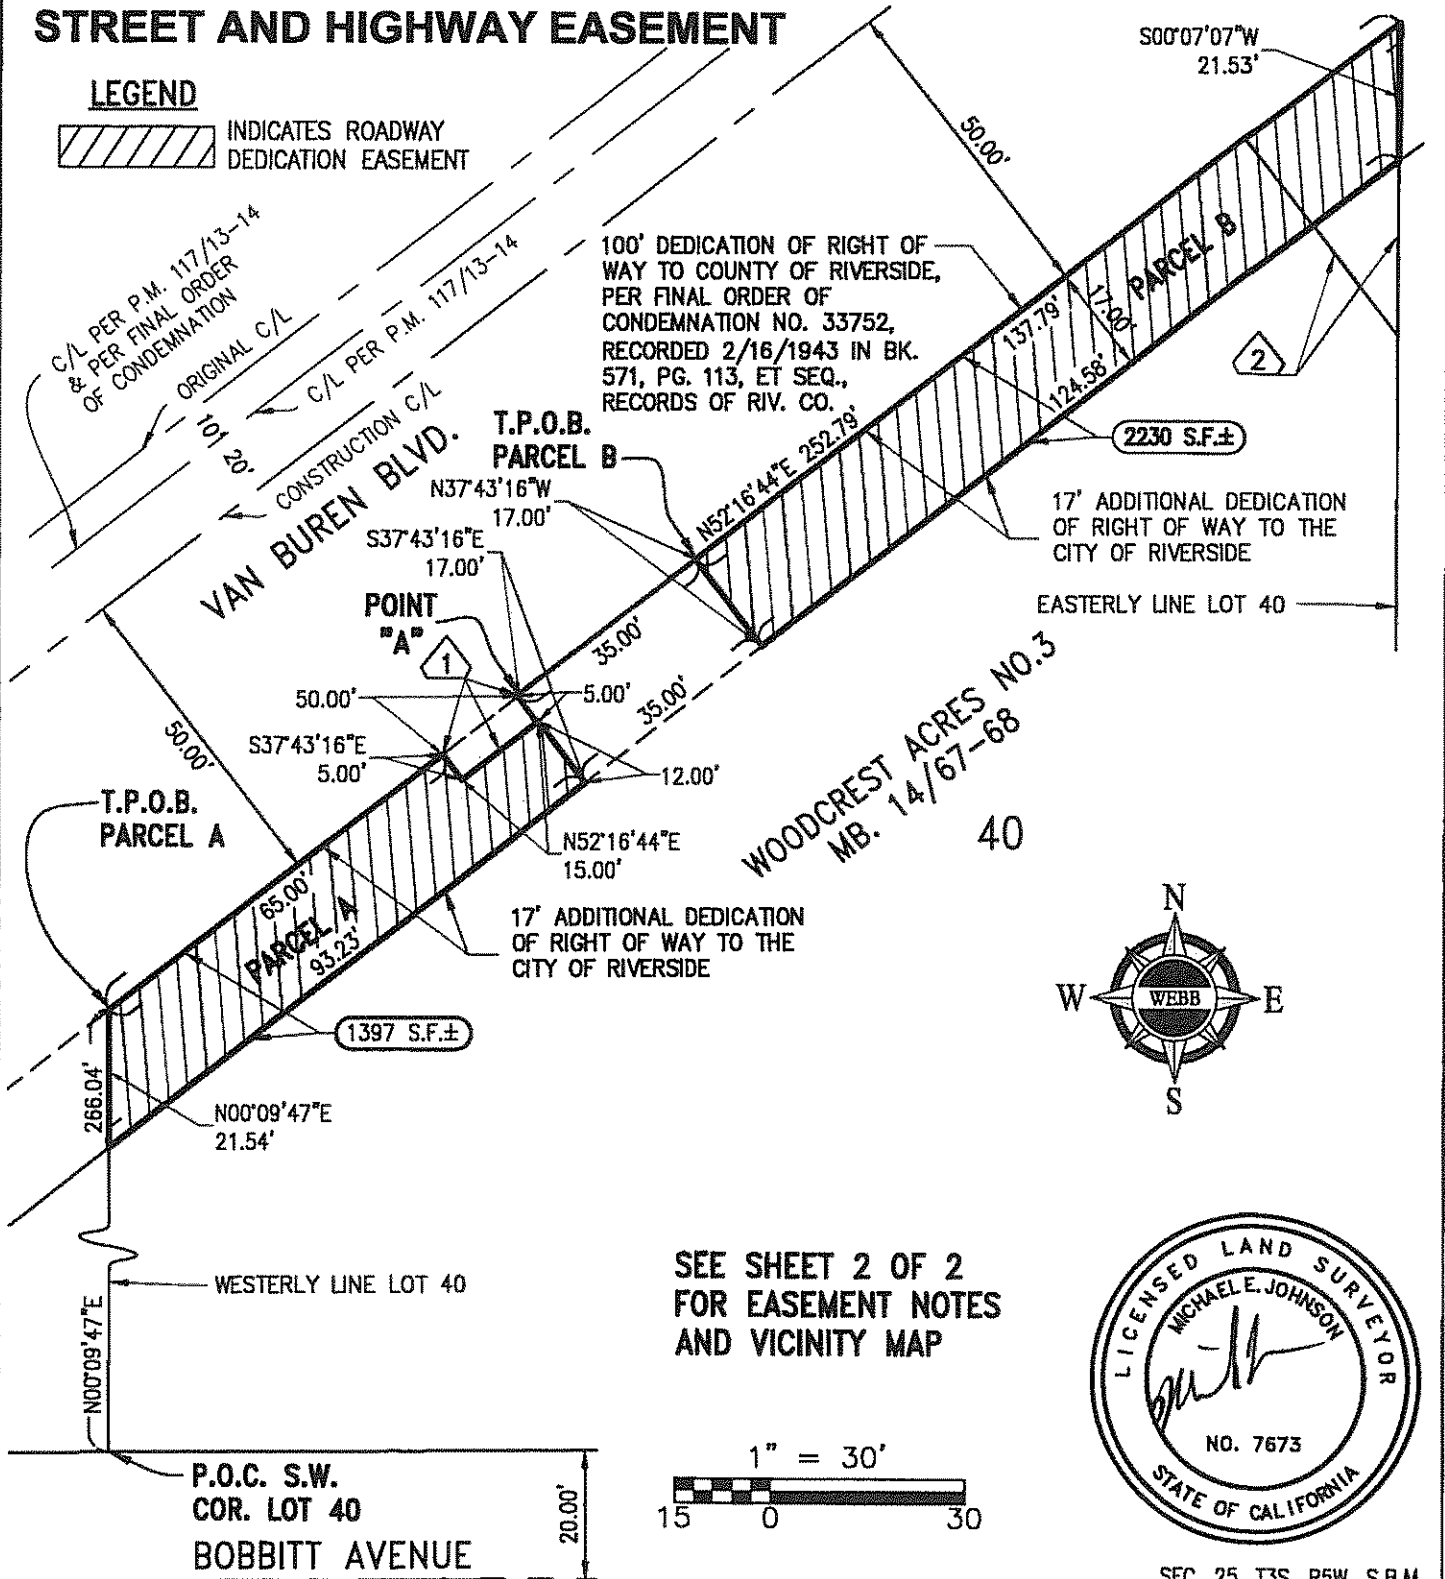 STREET AND HIGHWAY EASEMENT
LEGEND
INDICATES ROADWAY
DEDICATION EASEMENT
S00°07'07"W
21.53'
50.00'
C/L PER P.M. 117/13-14
& PER FINAL ORDER
OF CONDEMNATION
ORIGINAL C/L
C/L PER P.M. 117/13-14
CONSTRUCTION C/L
10'
20'
VAN BUREN BLVD.
100' DEDICATION OF RIGHT OF
WAY TO COUNTY OF RIVERSIDE,
PER FINAL ORDER OF
CONDEMNATION NO. 33752,
RECORDED 2/16/1943 IN BK.
571, PG. 113, ET SEQ.,
RECORDS OF RIV. CO.
PARCEL B
137.79'
17.00'
124.58'
2
2230 S.F.±
T.P.O.B.
PARCEL B
N37°43'16"W
17.00'
N52°16'44"E 252.79'
S37°43'16"E
17.00'
17' ADDITIONAL DEDICATION
OF RIGHT OF WAY TO THE
CITY OF RIVERSIDE
EASTERLY LINE LOT 40
POINT
"A"
1
35.00'
50.00'
5.00'
35.00'
50.00'
S37°43'16"E
5.00'
12.00'
WOODCREST ACRES NO.3
MB. 14/67-68
40
T.P.O.B.
PARCEL A
N52°16'44"E
15.00'
65.00'
PARCEL A
93.23'
17' ADDITIONAL DEDICATION
OF RIGHT OF WAY TO THE
CITY OF RIVERSIDE
1397 S.F.±
N
W
WEBB
E
S
266.04'
N00°09'47"E
21.54'
WESTERLY LINE LOT 40
N00°09'47"E
SEE SHEET 2 OF 2
FOR EASEMENT NOTES
AND VICINITY MAP
LICENSED LAND SURVEYOR
MICHAEL E. JOHNSON
NO. 7673
STATE OF CALIFORNIA
P.O.C. S.W.
COR. LOT 40
BOBBITT AVENUE
20.00'
1" = 30'
15 0 30
SEC. 25, T3S, R5W, S.B.M.